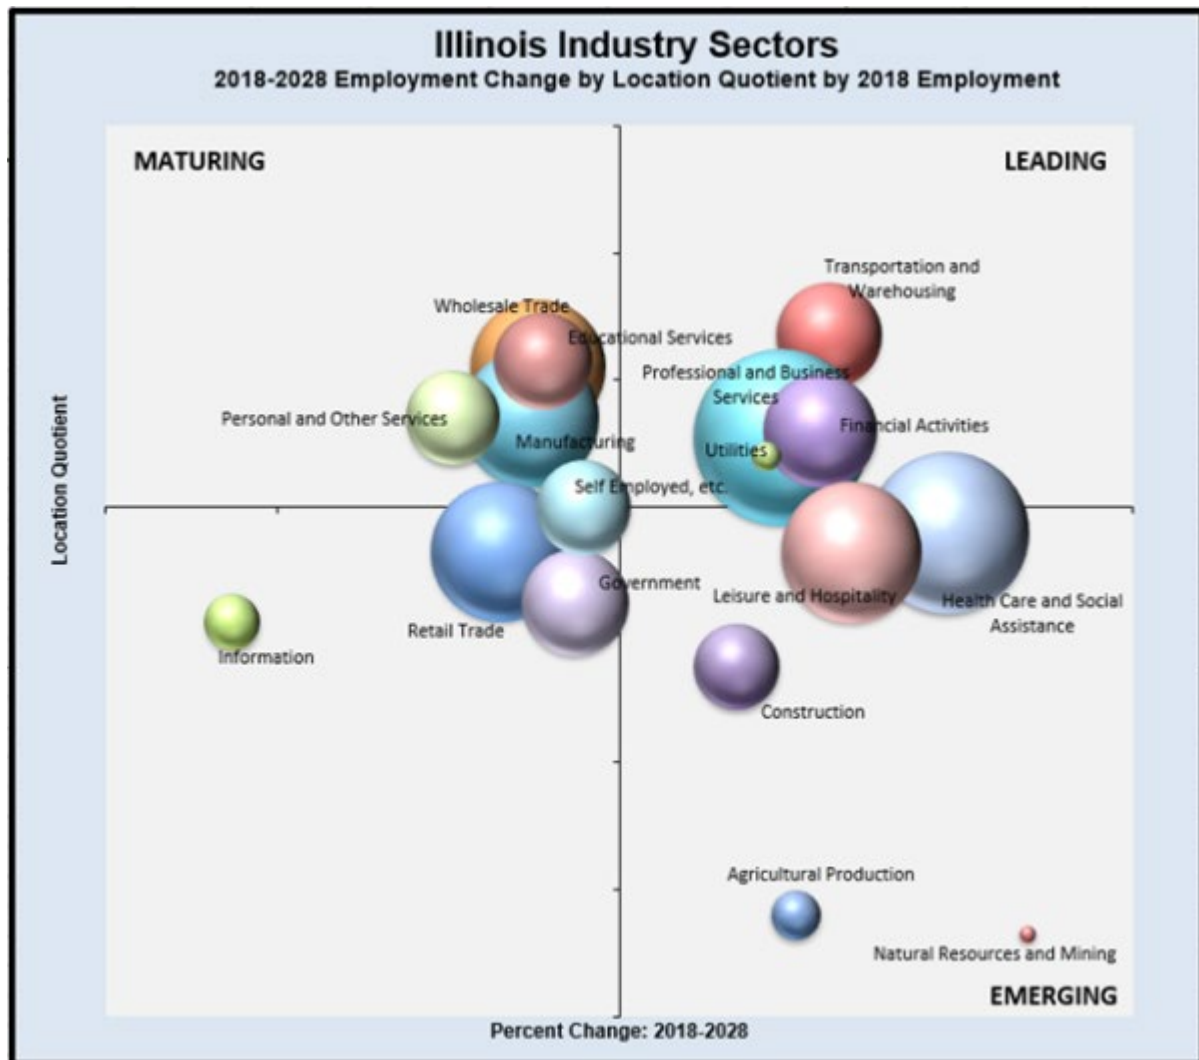 Illinois Industry Sectors
2018-2028 Employment Change by Location Quotient by 2018 Employment
MATURING
LEADING
Transportation and
Warehousing
Wholesale Trade
Educational Services
Professional and Business
Services
Personal and Other Services
Financial Activities
Manufacturing
Utilities
Self Employed, etc.
Location Quotient
Government
Leisure and Hospitality
Health Care and Social
Assistance
Retail Trade
Information
Construction
Agricultural Production
Natural Resources and Mining
EMERGING
Percent Change: 2018-2028